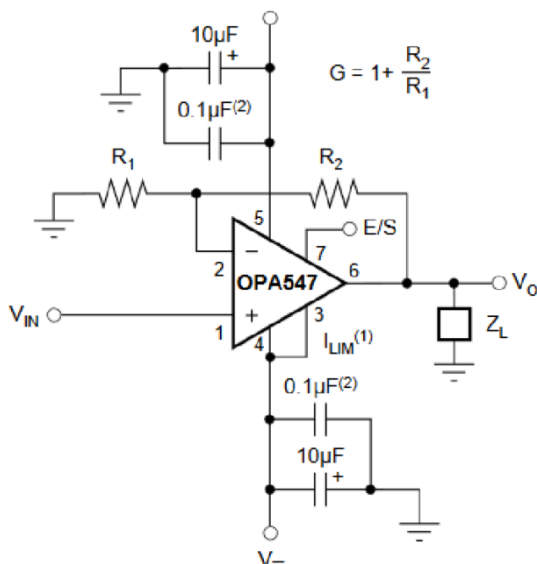 10µF
+
G = 1+ R2/R1
0.1µF(2)
R1
R2
5
E/S
7
−
2
OPA547
6
VO
VIN
+
1
4
3
ILIM(1)
ZL
0.1µF(2)
10µF
+
V−